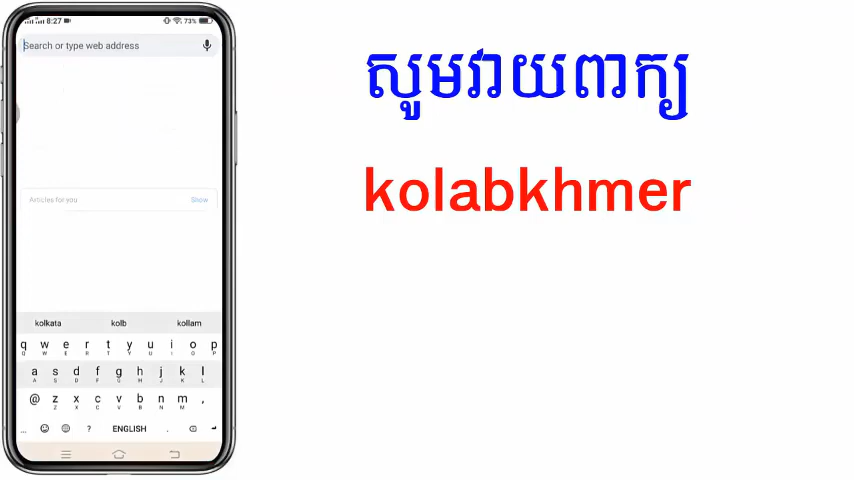 8:27
73%
Search or type web address
Articles for you
Show
kolkata kolb kollam
q w e r t y u i o p
Q W E R T Y U I O P
a s d f g h j k l
A S D F G H J K L
@ z x c v b n m ,
Z X C V B N M
... ? ENGLISH .
សូមវាយពាក្យ
kolabkhmer